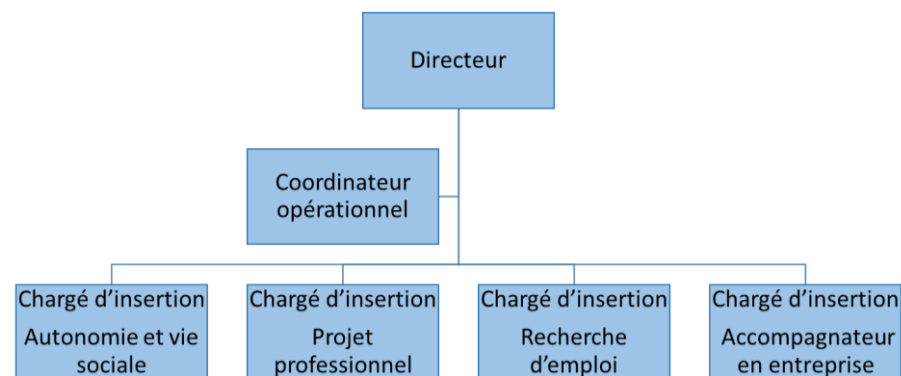 Directeur
Coordinateur
opérationnel
Chargé d'insertion
Autonomie et vie
sociale
Chargé d'insertion
Projet
professionnel
Chargé d'insertion
Recherche
d'emploi
Chargé d'insertion
Accompagnateur
en entreprise